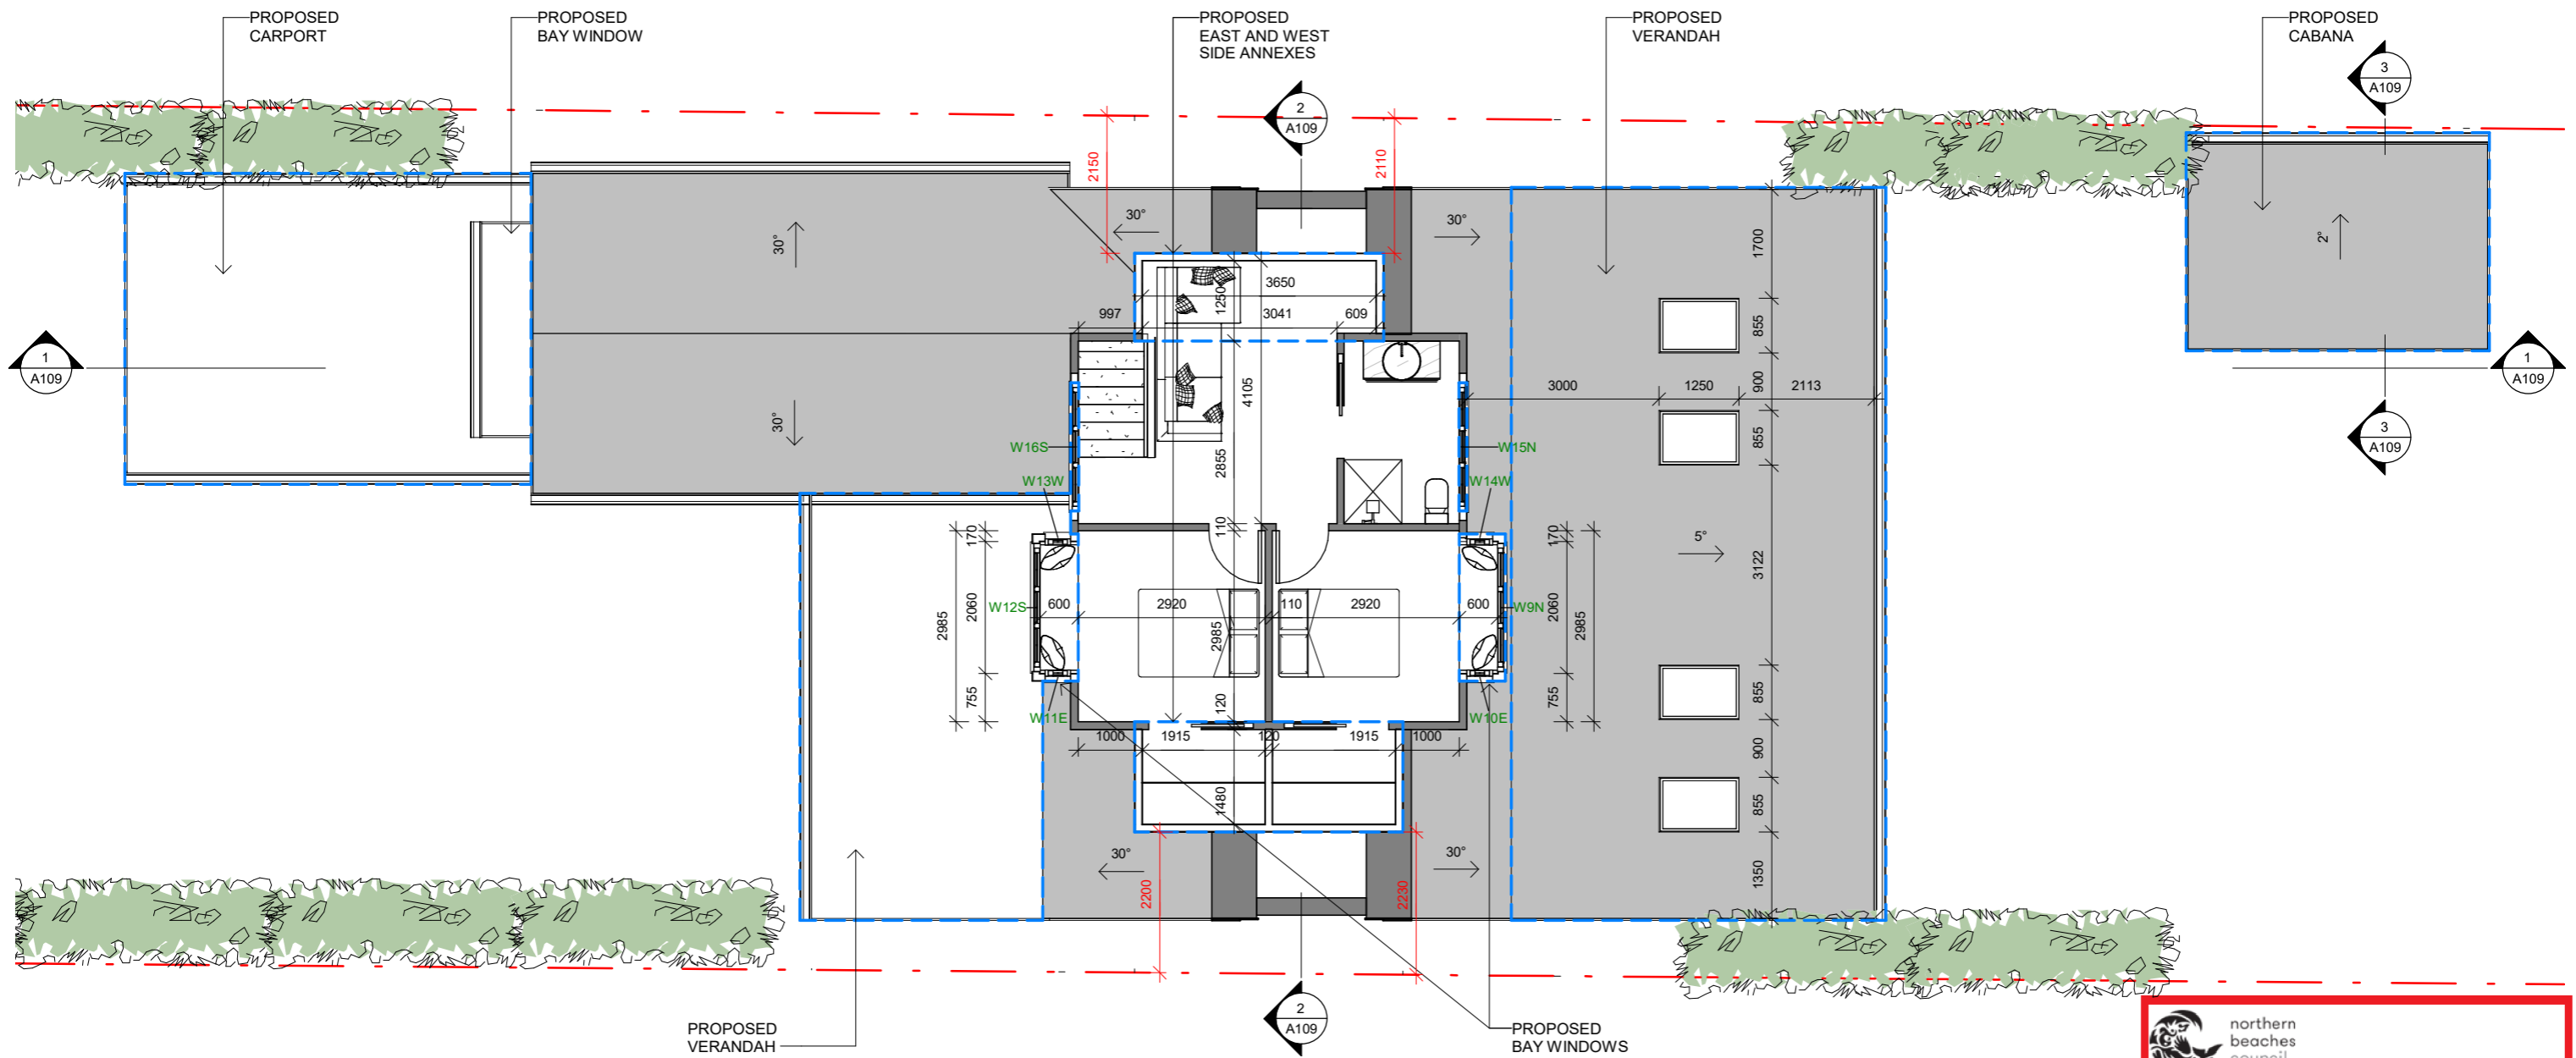 PROPOSED
CARPORT
PROPOSED
BAY WINDOW
PROPOSED
EAST AND WEST
SIDE ANNEXES
PROPOSED
VERANDAH
PROPOSED
CABANA
3
A109
2
A109
2150
2110
30°
30°
30°
2°
1700
3650
1250
997
3041
609
855
1
A109
3000
1250
900
2113
1
A109
4105
30°
855
3
A109
W16S
W15N
2855
W13W
W14W
170
110
170
5°
3122
2985
2060
W12S
600
2920
110
2920
600
W9N
2060
2985
2985
755
120
755
855
W11E
W10E
1000
1915
120
1915
1000
900
1480
855
30°
30°
1350
2200
2230
2
A109
PROPOSED
VERANDAH
PROPOSED
BAY WINDOWS
northern
beaches
council